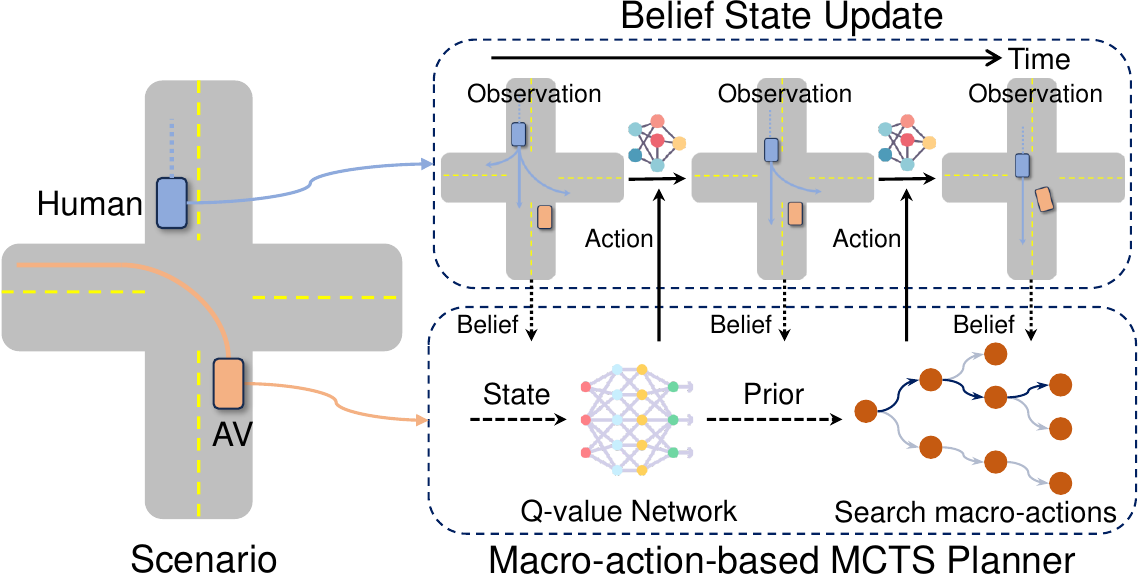 Belief State Update
Time
Observation
Observation
Observation
Human
Action
Action
AV
Belief
Belief
Belief
State
Prior
Q-value Network
Search macro-actions
Scenario
Macro-action-based MCTS Planner